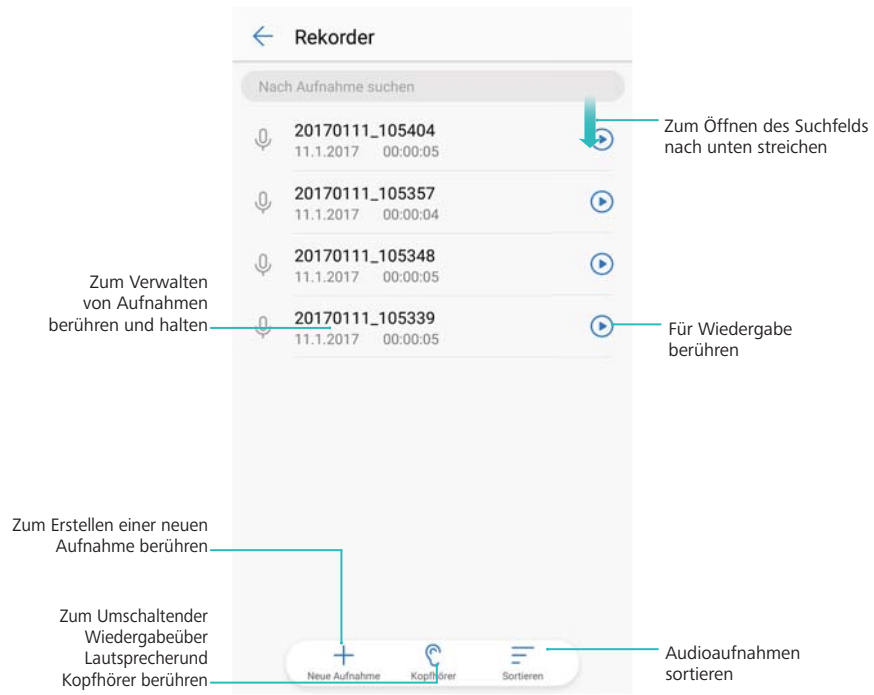 Rekorder
Nach Aufnahme suchen
20170111_105404
11.1.2017 00:00:05
Zum Öffnen des Suchfelds
nach unten streichen
20170111_105357
11.1.2017 00:00:04
20170111_105348
11.1.2017 00:00:05
Zum Verwalten
von Aufnahmen
berühren und halten
20170111_105339
11.1.2017 00:00:05
Für Wiedergabe
berühren
Zum Erstellen einer neuen
Aufnahme berühren
Zum Umschaltender
Wiedergabeüber
Lautsprecherund
Kopfhörer berühren
Neue Aufnahme
Kopfhörer
Sortieren
Audioaufnahmen
sortieren